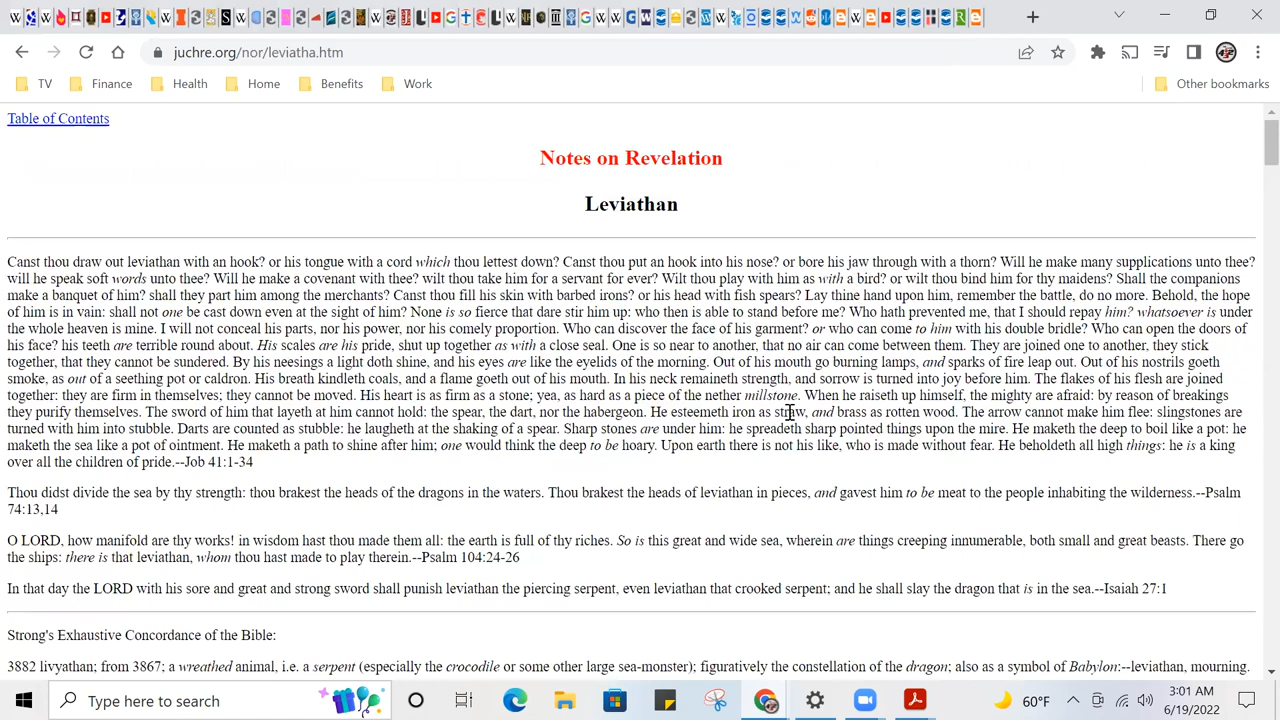 juchre.org/nor/leviatha.htm
TV
Finance
Health
Home
Benefits
Work
Other bookmarks
Table of Contents
Notes on Revelation
Leviathan
Canst thou draw out leviathan with an hook? or his tongue with a cord which thou lettest down? Canst thou put an hook into his nose? or bore his jaw through with a thorn? Will he make many supplications unto thee?
will he speak soft words unto thee? Will he make a covenant with thee? wilt thou take him for a servant for ever? Wilt thou play with him as with a bird? or wilt thou bind him for thy maidens? Shall the companions
make a banquet of him? shall they part him among the merchants? Canst thou fill his skin with barbed irons? or his head with fish spears? Lay thine hand upon him, remember the battle, do no more. Behold, the hope
of him is in vain: shall not one be cast down even at the sight of him? None is so fierce that dare stir him up: who then is able to stand before me? Who hath prevented me, that I should repay him? whatsoever is under
the whole heaven is mine. I will not conceal his parts, nor his power, nor his comely proportion. Who can discover the face of his garment? or who can come to him with his double bridle? Who can open the doors of
his face? his teeth are terrible round about. His scales are his pride, shut up together as with a close seal. One is so near to another, that no air can come between them. They are joined one to another, they stick
together, that they cannot be sundered. By his neesings a light doth shine, and his eyes are like the eyelids of the morning. Out of his mouth go burning lamps, and sparks of fire leap out. Out of his nostrils goeth
smoke, as out of a seething pot or caldron. His breath kindleth coals, and a flame goeth out of his mouth. In his neck remaineth strength, and sorrow is turned into joy before him. The flakes of his flesh are joined
together: they are firm in themselves; they cannot be moved. His heart is as firm as a stone; yea, as hard as a piece of the nether millstone. When he raiseth up himself, the mighty are afraid: by reason of breakings
they purify themselves. The sword of him that layeth at him cannot hold: the spear, the dart, nor the habergeon. He esteemeth iron as straw, and brass as rotten wood. The arrow cannot make him flee: slingstones are
turned with him into stubble. Darts are counted as stubble: he laugheth at the shaking of a spear. Sharp stones are under him: he spreadeth sharp pointed things upon the mire. He maketh the deep to boil like a pot: he
maketh the sea like a pot of ointment. He maketh a path to shine after him; one would think the deep to be hoary. Upon earth there is not his like, who is made without fear. He beholdeth all high things: he is a king
over all the children of pride.--Job 41:1-34
Thou didst divide the sea by thy strength: thou brakest the heads of the dragons in the waters. Thou brakest the heads of leviathan in pieces, and gavest him to be meat to the people inhabiting the wilderness.--Psalm
74:13,14
O LORD, how manifold are thy works! in wisdom hast thou made them all: the earth is full of thy riches. So is this great and wide sea, wherein are things creeping innumerable, both small and great beasts. There go
the ships: there is that leviathan, whom thou hast made to play therein.--Psalm 104:24-26
In that day the LORD with his sore and great and strong sword shall punish leviathan the piercing serpent, even leviathan that crooked serpent; and he shall slay the dragon that is in the sea.--Isaiah 27:1
Strong's Exhaustive Concordance of the Bible:
3882 livyathan; from 3867; a wreathed animal, i.e. a serpent (especially the crocodile or some other large sea-monster); figuratively the constellation of the dragon; also as a symbol of Babylon:--leviathan, mourning.
Type here to search
60°F
3:01 AM
6/19/2022